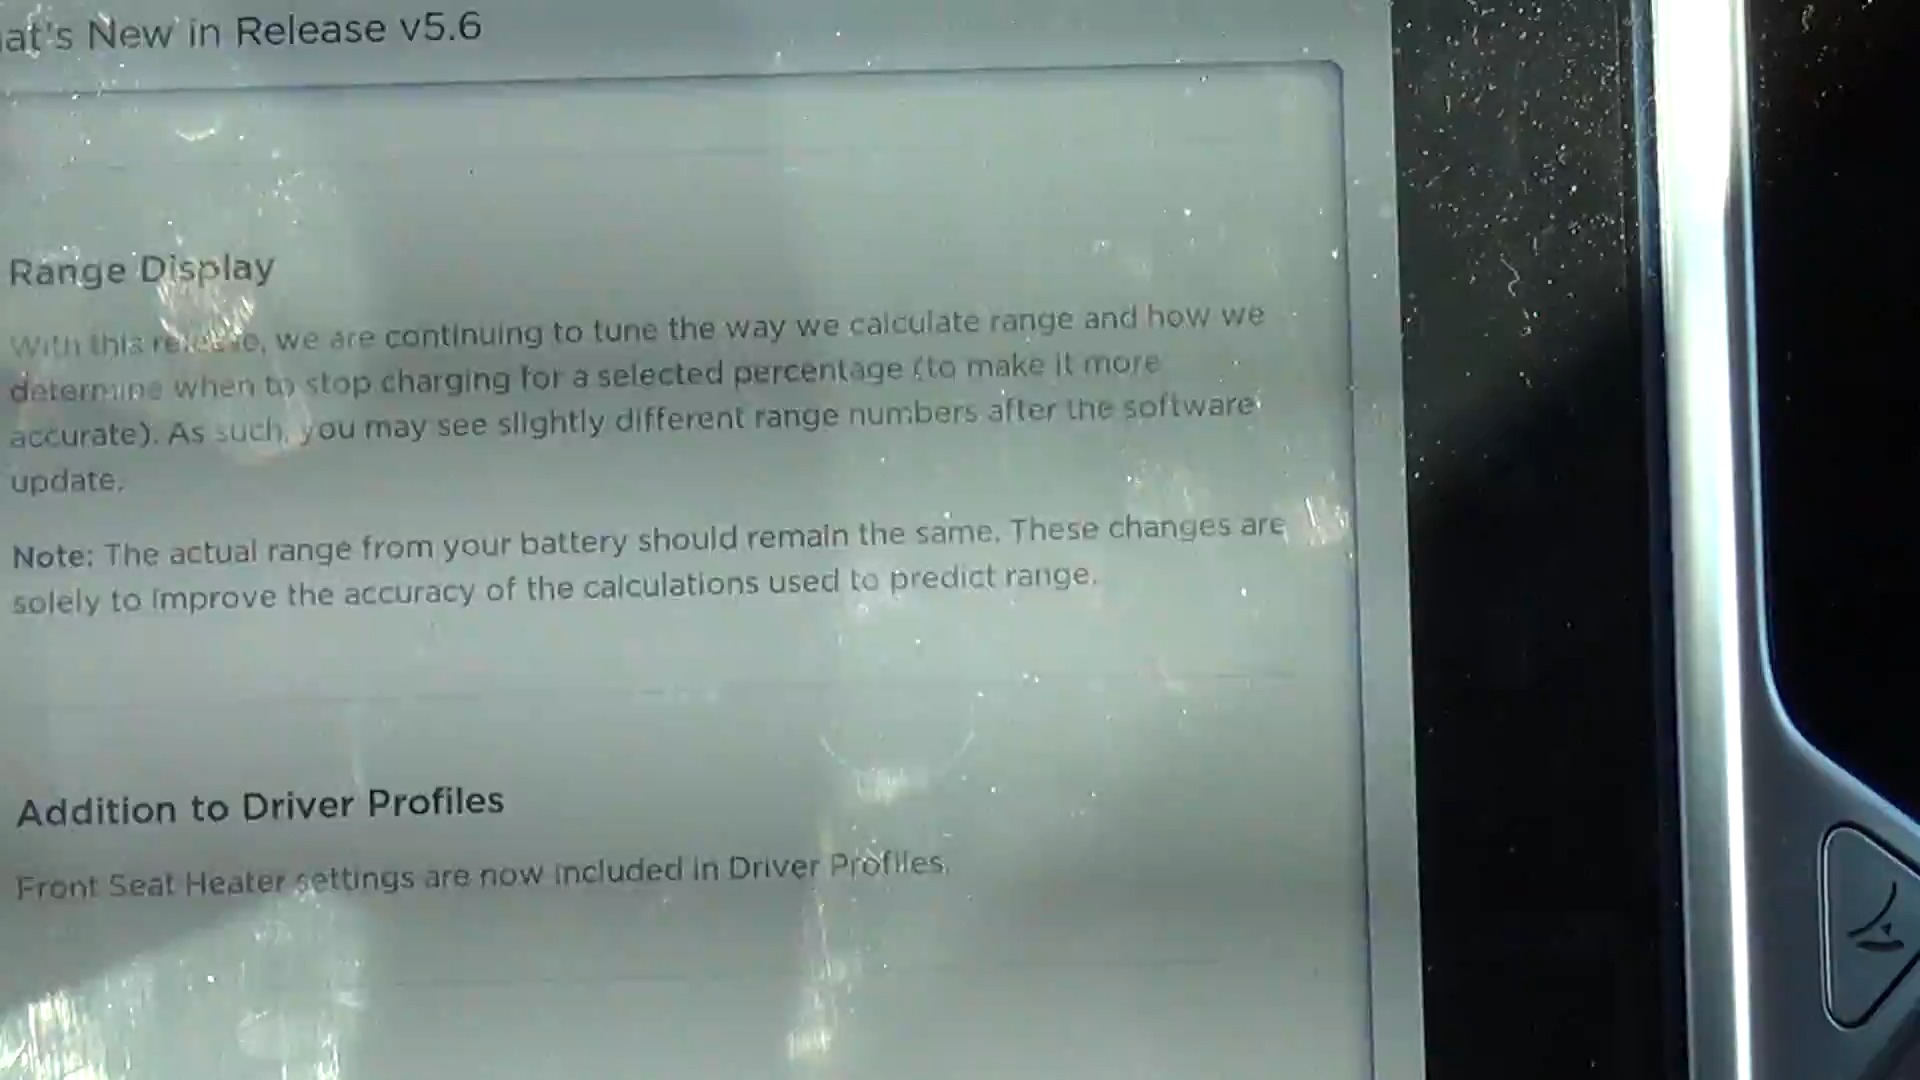 at's New in Release v5.6
Range Display
With this release, we are continuing to tune the way we calculate range and how we
determine when to stop charging for a selected percentage (to make it more
accurate). As such, you may see slightly different range numbers after the software
update.
Note: The actual range from your battery should remain the same. These changes are
solely to improve the accuracy of the calculations used to predict range.
Addition to Driver Profiles
Front Seat Heater settings are now included in Driver Profiles.